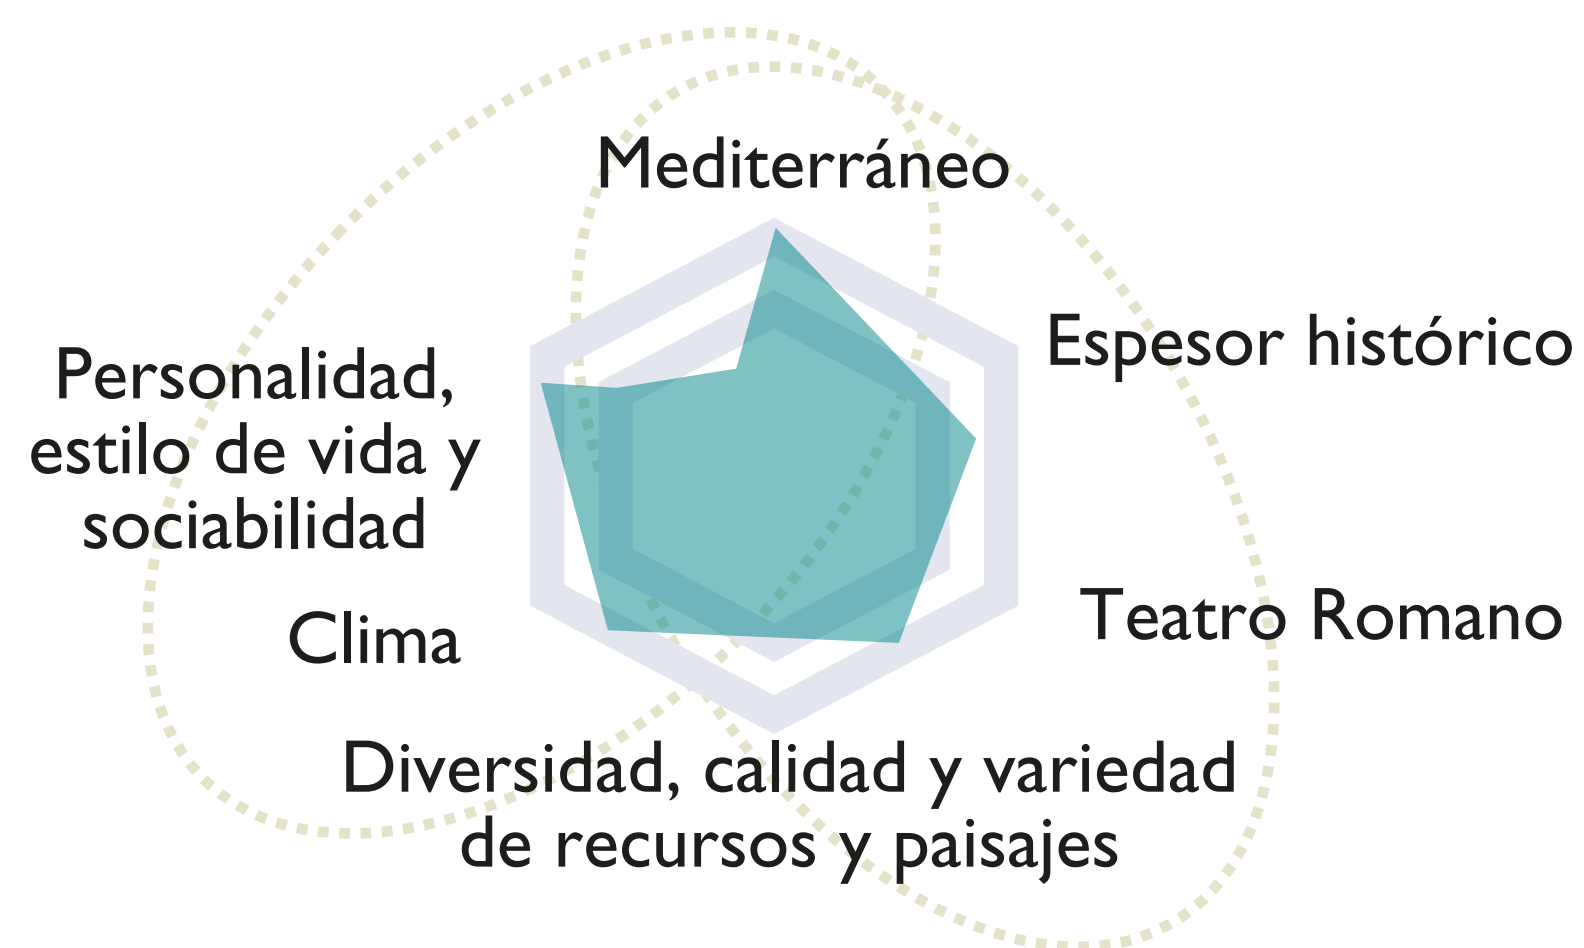 Mediterráneo
Espesor histórico
Personalidad,
estilo de vida y
sociabilidad
Teatro Romano
Clima
Diversidad, calidad y variedad
de recursos y paisajes